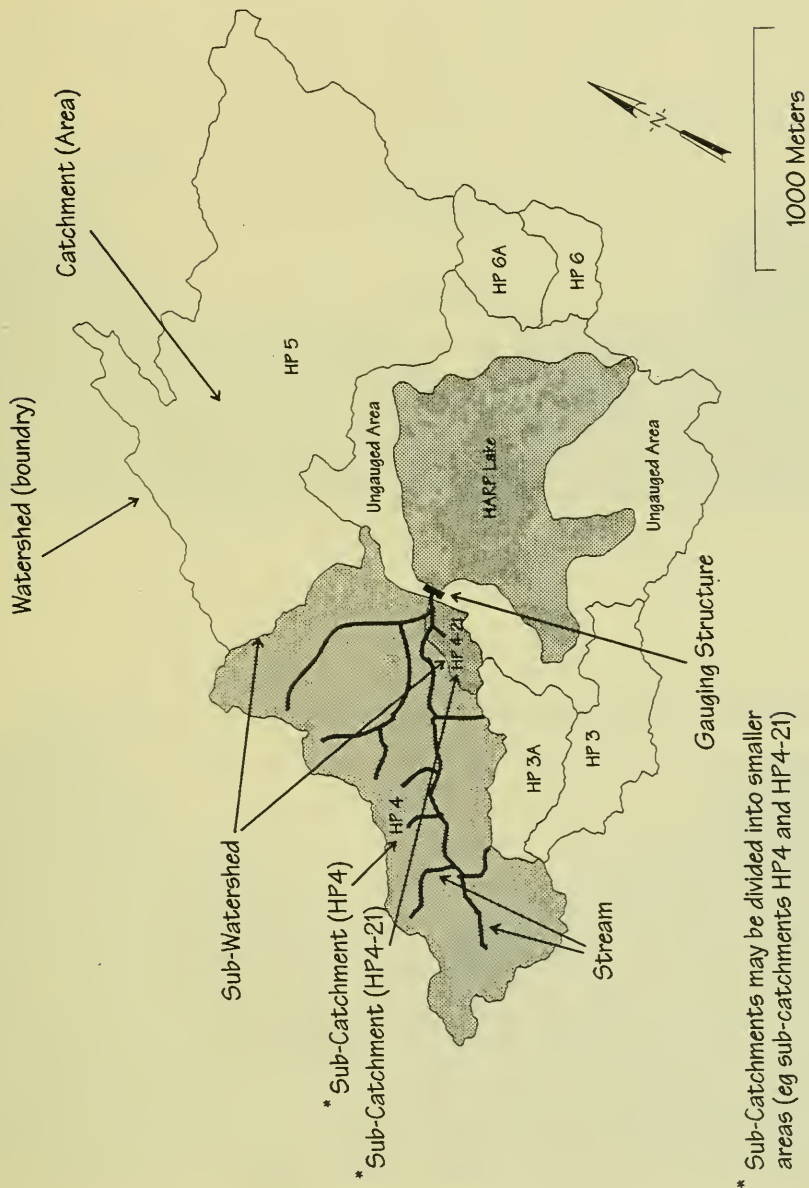 Watershed (boundry)
Catchment (Area)
Sub-Watershed
* Sub-Catchment (HP4)
* Sub-Catchment (HP4-21)
HP 5
Ungauged Area
HP 6A
HP 6
HARP Lake
HP 4
HP 4-21
HP 3A
HP 3
Ungauged Area
Stream
Gauging Structure
-N-
1000 Meters
* Sub-Catchments may be divided into smaller
areas (eg sub-catchments HP4 and HP4-21)